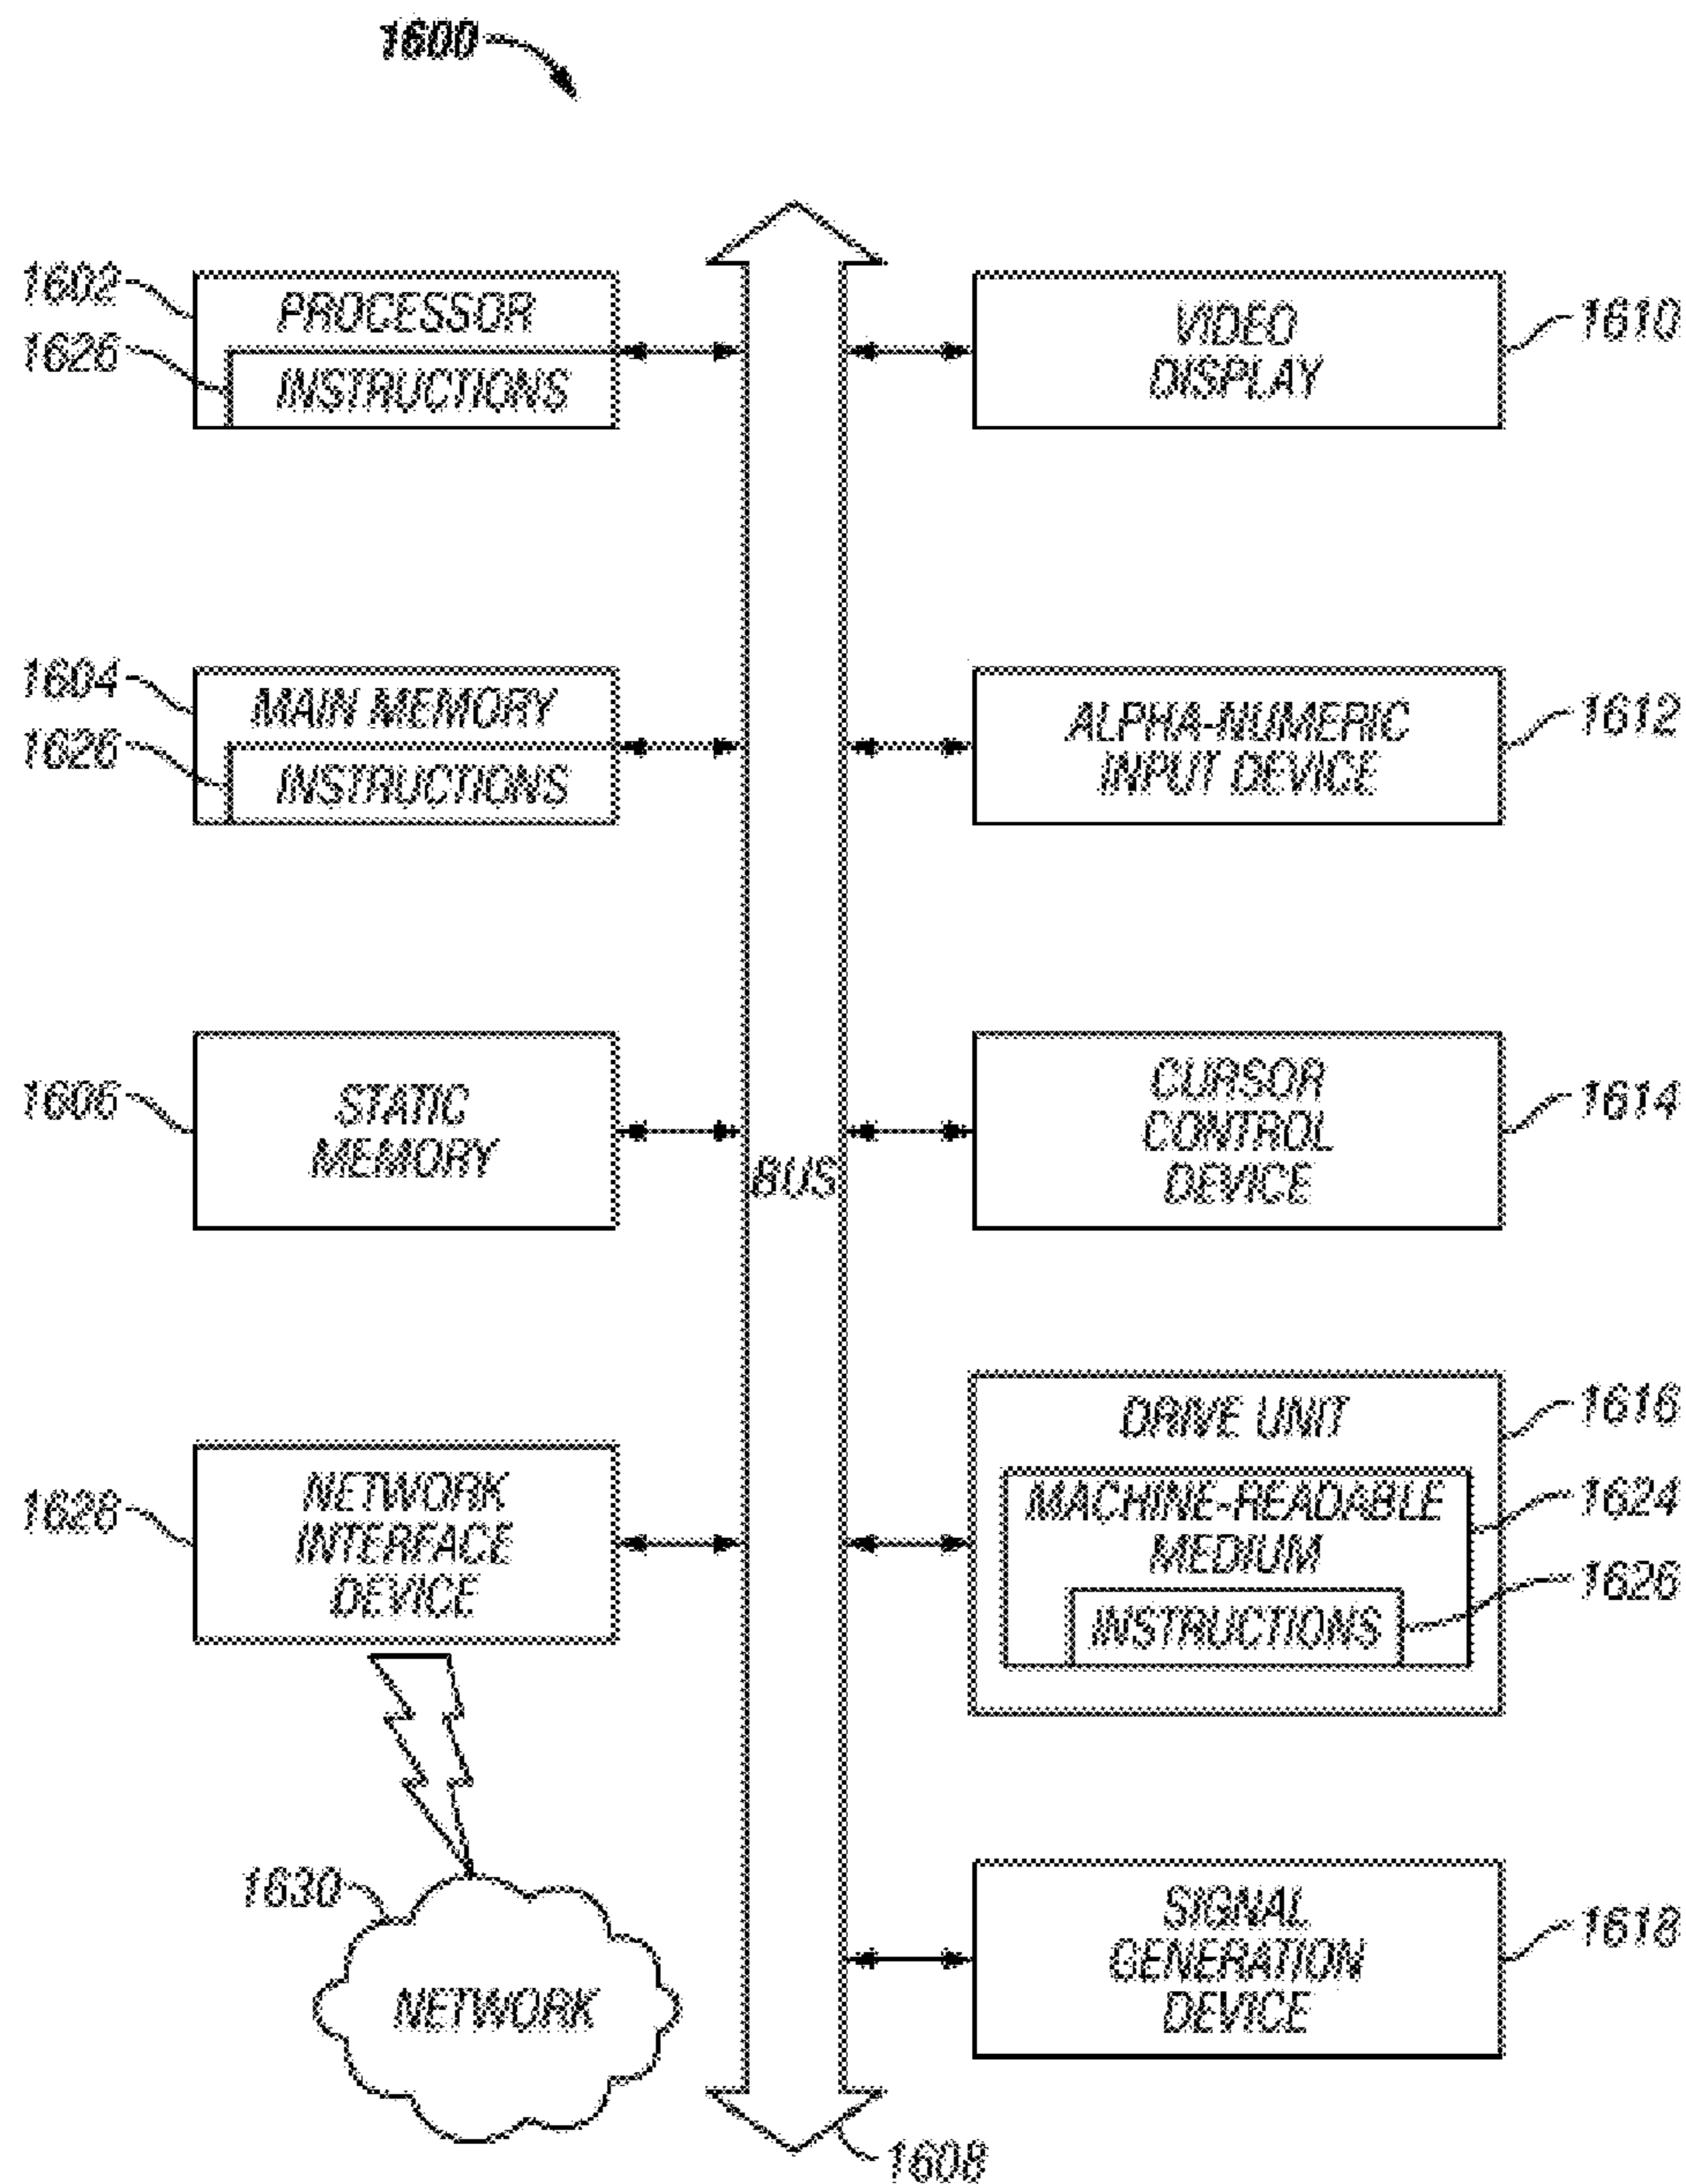 1600
1602
PROCESSOR
1626
INSTRUCTIONS
VIDEO
DISPLAY
1610
1604
MAIN MEMORY
1626
INSTRUCTIONS
ALPHA-NUMERIC
INPUT DEVICE
1612
1606
STATIC
MEMORY
BUS
CURSOR
CONTROL
DEVICE
1614
1628
NETWORK
INTERFACE
DEVICE
DRIVE UNIT
1616
MACHINE-READABLE
MEDIUM
1624
INSTRUCTIONS
1626
1630
NETWORK
SIGNAL
GENERATION
DEVICE
1618
1608